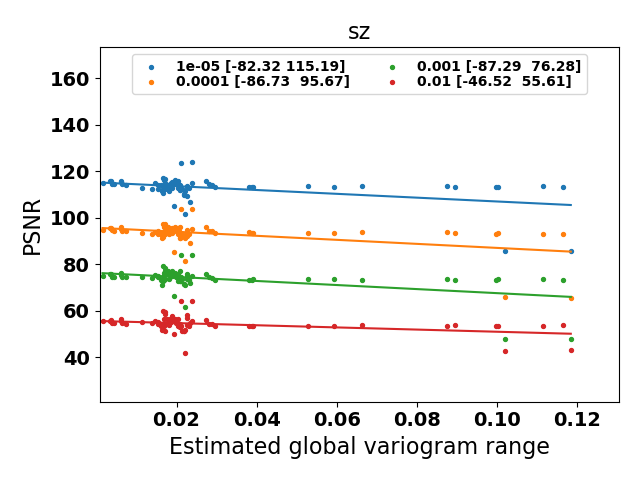 sz
1e-05 [-82.32 115.19]
0.0001 [-86.73  95.67]
0.001 [-87.29  76.28]
0.01 [-46.52  55.61]
PSNR
160
140
120
100
80
60
40
0.02 0.04 0.06 0.08 0.10 0.12
Estimated global variogram range